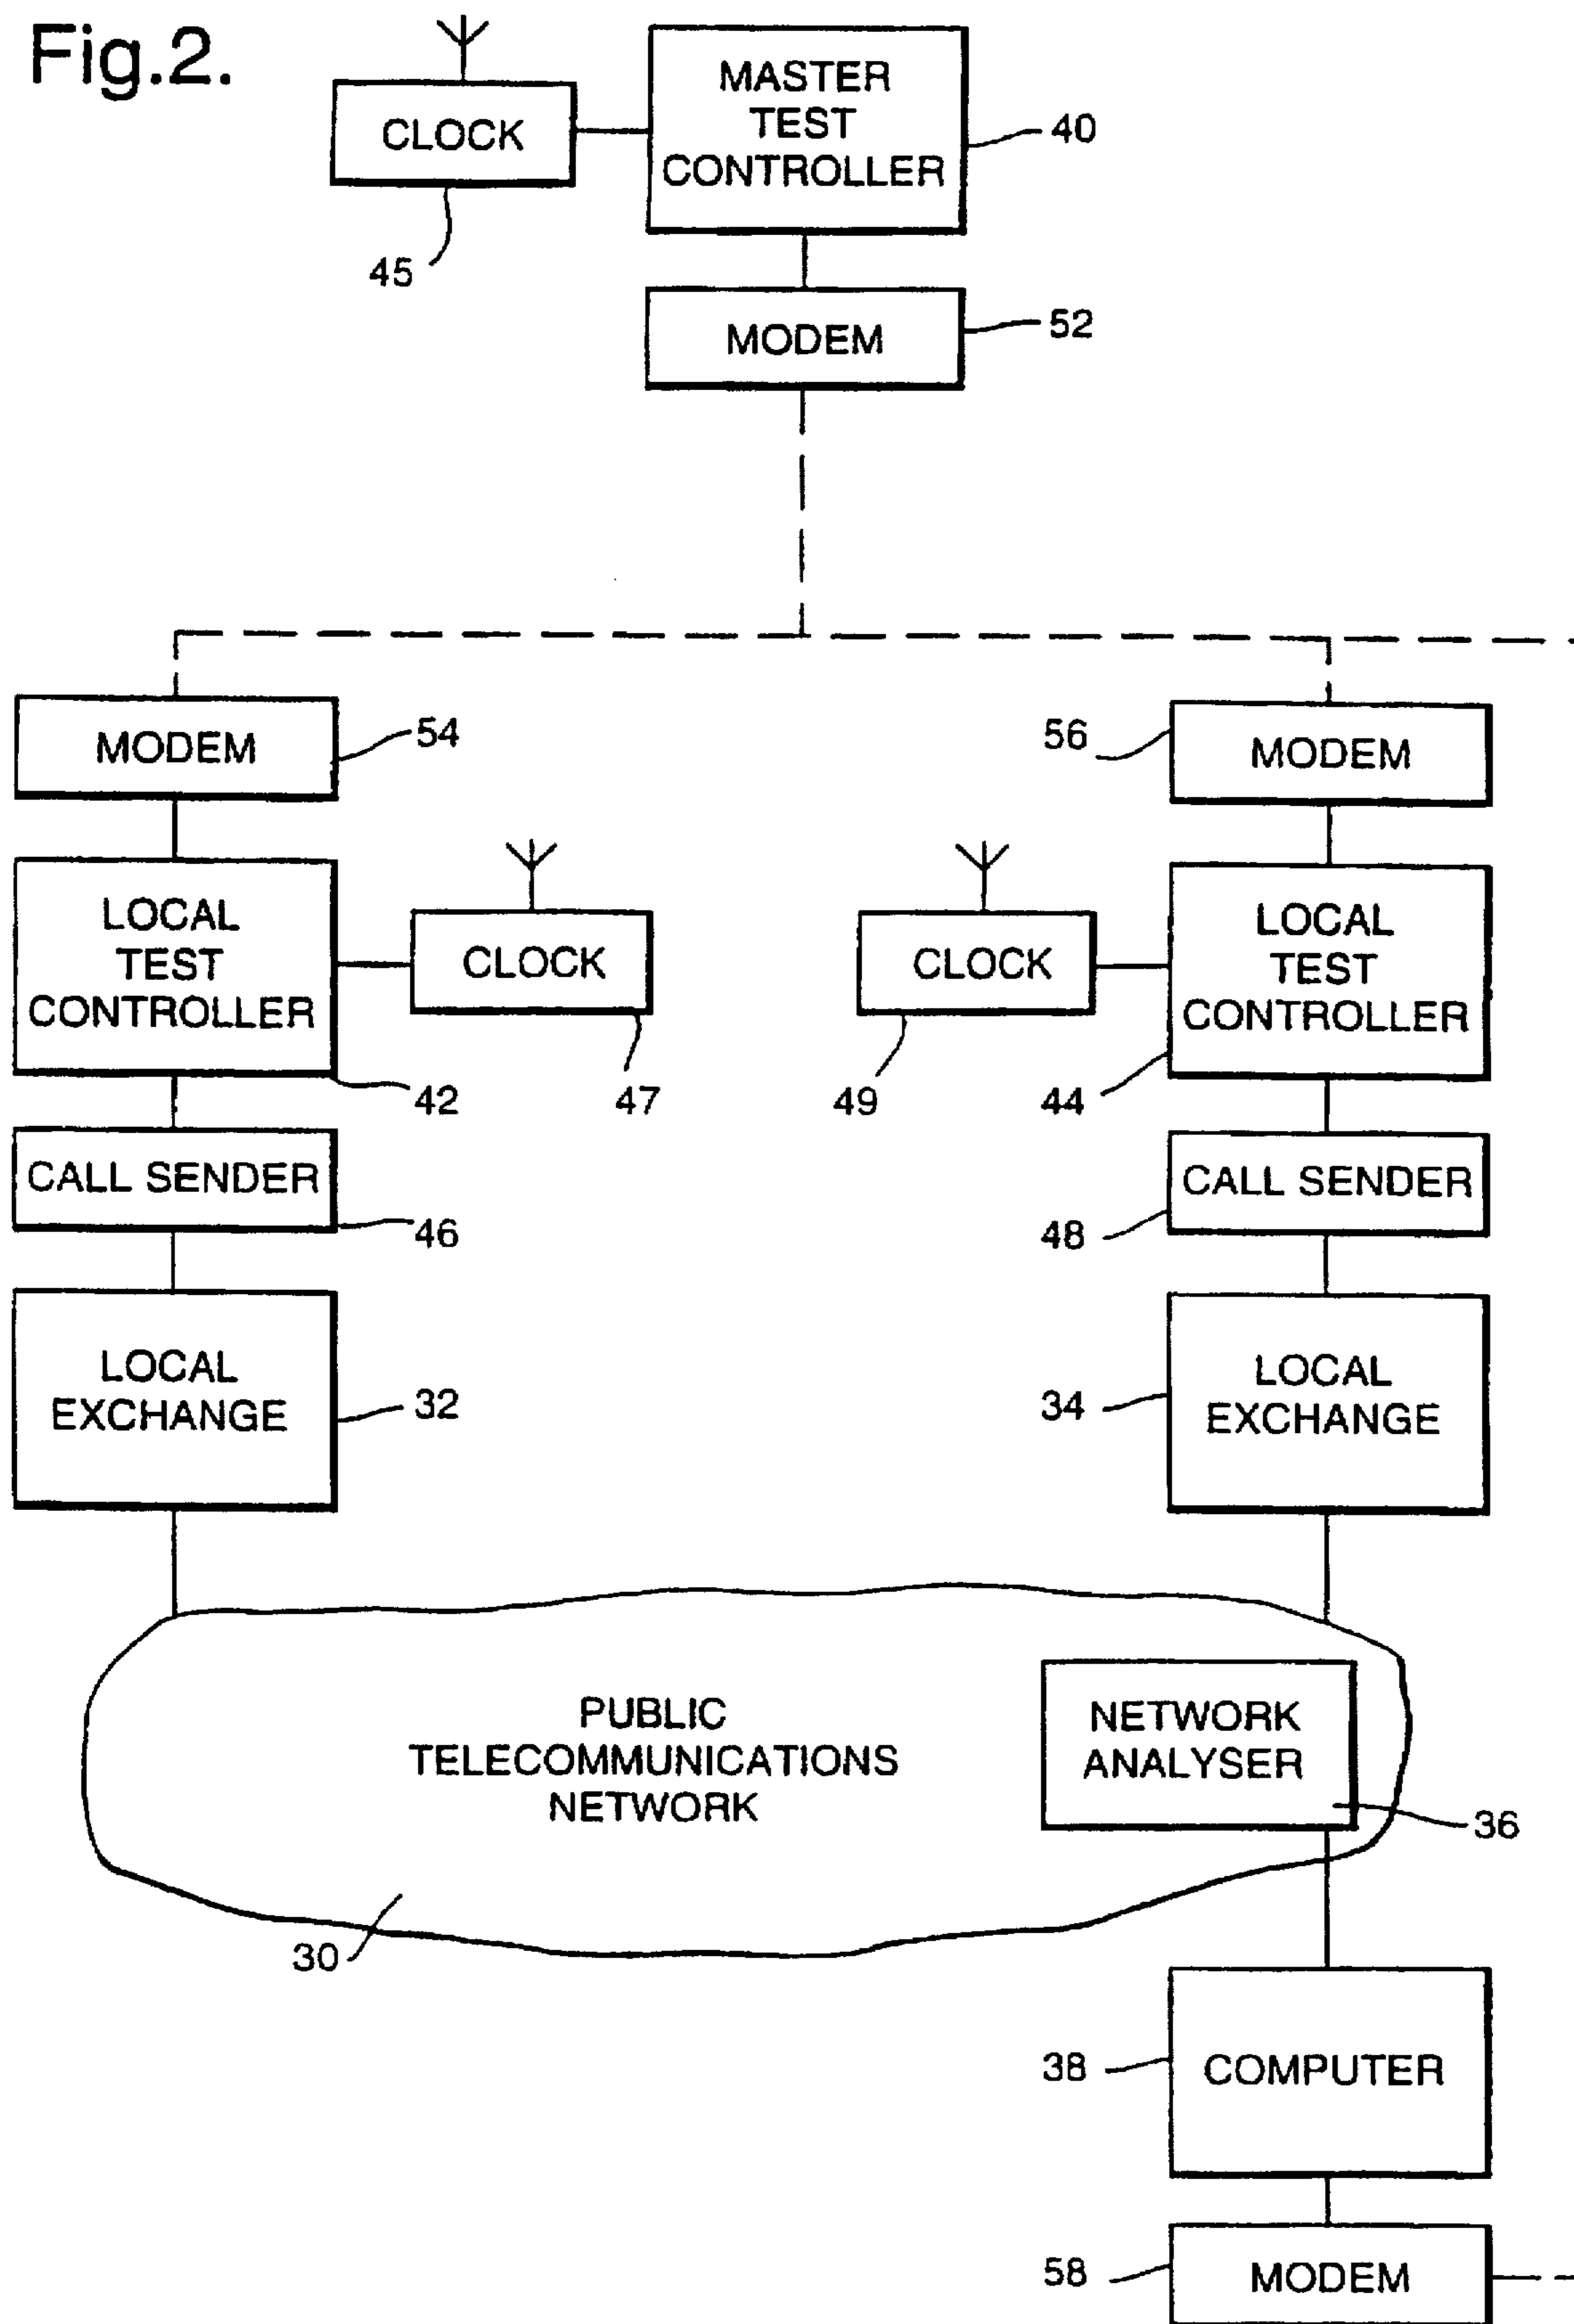 Fig.2.
CLOCK
45
MASTER
TEST
CONTROLLER
40
MODEM
52
MODEM
54
56
MODEM
LOCAL
TEST
CONTROLLER
42
CLOCK
47
CLOCK
49
LOCAL
TEST
CONTROLLER
44
CALL SENDER
46
CALL SENDER
48
LOCAL
EXCHANGE
32
34
LOCAL
EXCHANGE
PUBLIC
TELECOMMUNICATIONS
NETWORK
30
NETWORK
ANALYSER
36
38
COMPUTER
58
MODEM